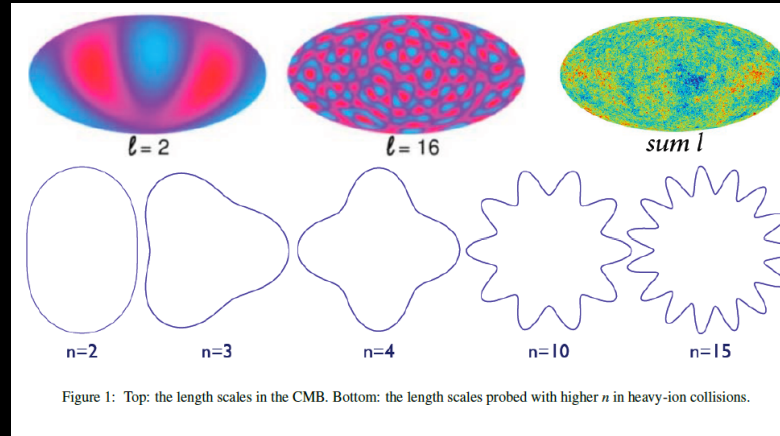 ℓ = 2 ℓ = 16 sum l
n=2 n=3 n=4 n=10 n=15
Figure 1: Top: the length scales in the CMB. Bottom: the length scales probed with higher n in heavy-ion collisions.